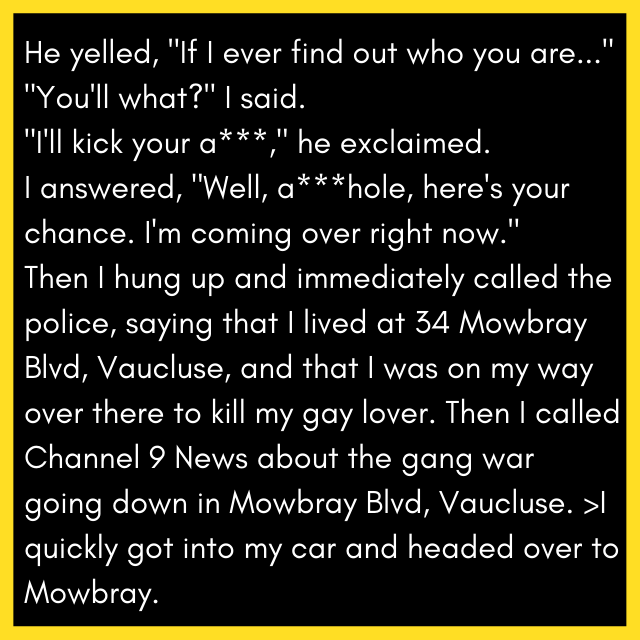 He yelled, "If I ever find out who you are..."
"You'll what?" I said.
"I'll kick your a***," he exclaimed.
I answered, "Well, a***hole, here's your
chance. I'm coming over right now."
Then I hung up and immediately called the
police, saying that I lived at 34 Mowbray
Blvd, Vaucluse, and that I was on my way
over there to kill my gay lover. Then I called
Channel 9 News about the gang war
going down in Mowbray Blvd, Vaucluse. >I
quickly got into my car and headed over to
Mowbray.